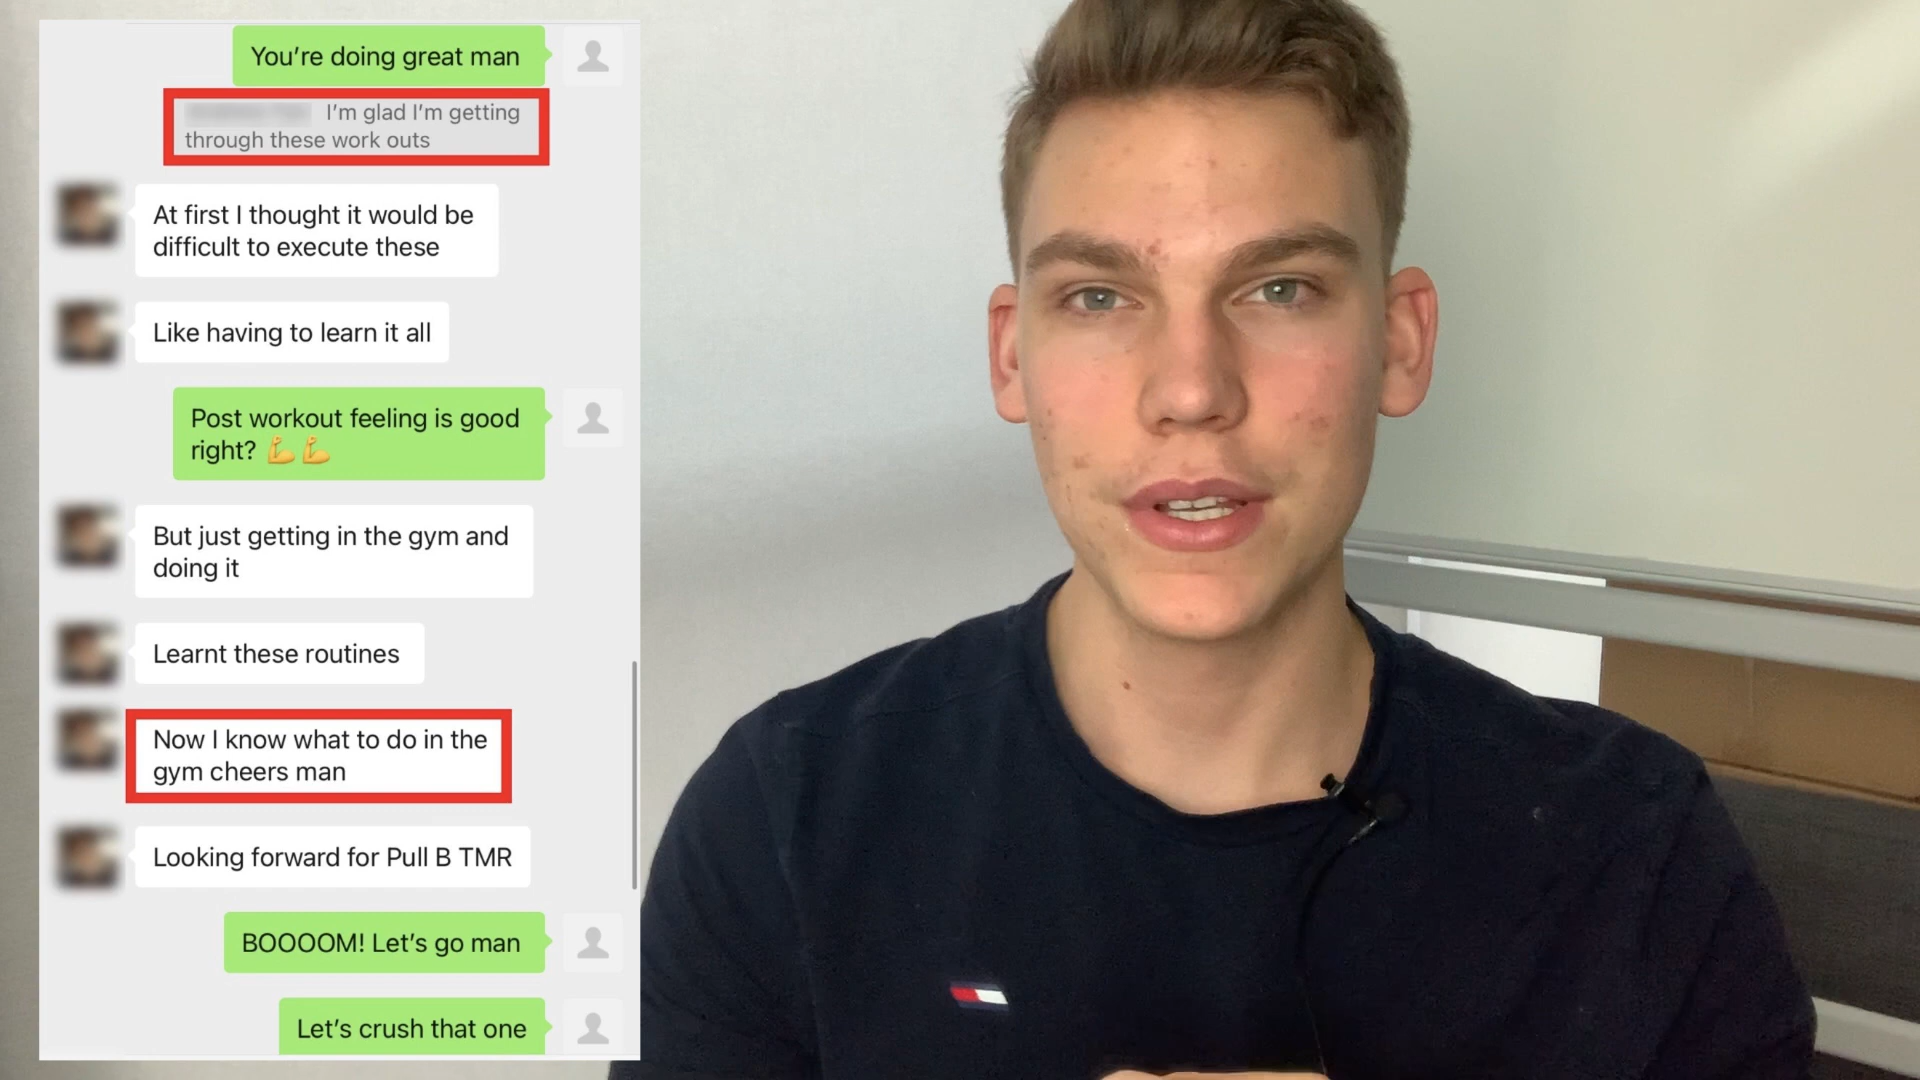 You’re doing great man
I’m glad I’m getting
through these work outs
At first I thought it would be
difficult to execute these
Like having to learn it all
Post workout feeling is good
right? 💪💪
But just getting in the gym and
doing it
Learnt these routines
Now I know what to do in the
gym cheers man
Looking forward for Pull B TMR
BOOOOM! Let’s go man
Let’s crush that one